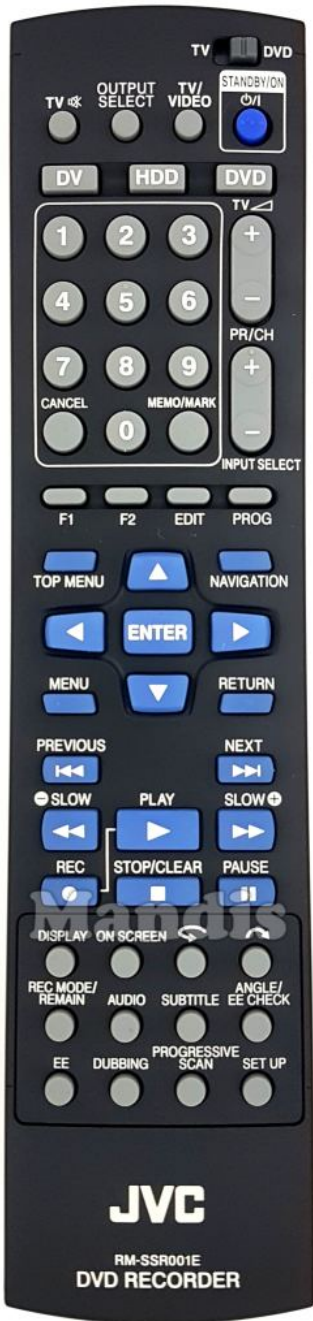 TV DVD
STANDBY/ON
OUTPUT TV/
TV SELECT VIDEO ⏻/I
DV HDD DVD
TV
1 2 3 +
4 5 6 −
PR/CH
7 8 9 +
CANCEL MEMO/MARK
0 −
INPUT SELECT
F1 F2 EDIT PROG
TOP MENU NAVIGATION
ENTER
MENU RETURN
PREVIOUS NEXT
SLOW PLAY SLOW
REC STOP/CLEAR PAUSE
Mandis
DISPLAY ON SCREEN
REC MODE/ ANGLE/
REMAIN AUDIO SUBTITLE EE CHECK
PROGRESSIVE
EE DUBBING SCAN SET UP
JVC
RM-SSR001E
DVD RECORDER